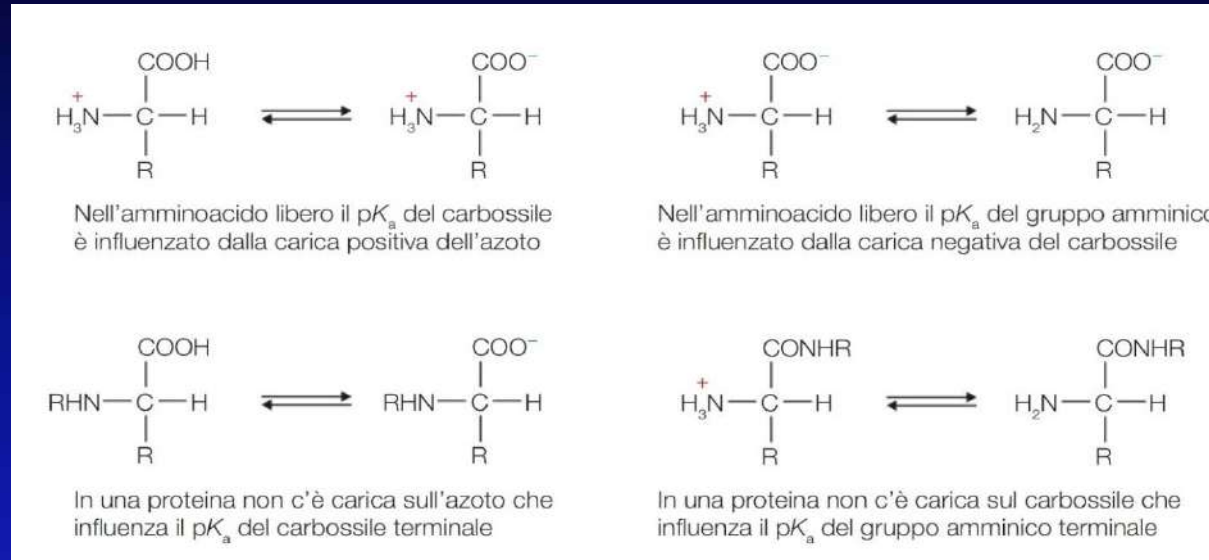 COOH
H₃N⁺—C—H
R
COO⁻
H₃N⁺—C—H
R
Nell'amminoacido libero il pKₐ del carbossile
è influenzato dalla carica positiva dell'azoto
COO⁻
H₃N⁺—C—H
R
COO⁻
H₂N—C—H
R
Nell'amminoacido libero il pKₐ del gruppo amminico
è influenzato dalla carica negativa del carbossile
COOH
RHN—C—H
R
COO⁻
RHN—C—H
R
In una proteina non c'è carica sull'azoto che
influenza il pKₐ del carbossile terminale
CONHR
H₃N⁺—C—H
R
CONHR
H₂N—C—H
R
In una proteina non c'è carica sul carbossile che
influenza il pKₐ del gruppo amminico terminale